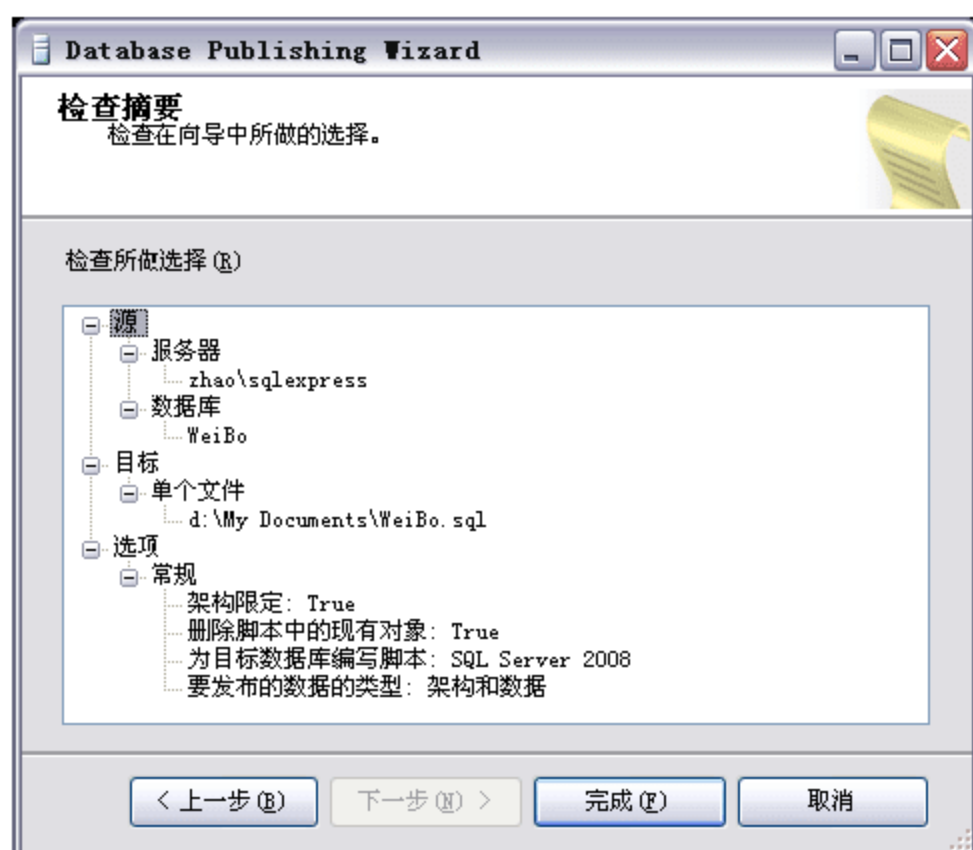 Database Publishing Wizard
检查摘要
检查在向导中所做的选择。
检查所做选择(R)
源
服务器
zhao\sqlexpress
数据库
WeiBo
目标
单个文件
d:\My Documents\WeiBo.sql
选项
常规
架构限定: True
删除脚本中的现有对象: True
为目标数据库编写脚本: SQL Server 2008
要发布的数据的类型: 架构和数据
< 上一步(B)
下一步(N) >
完成(F)
取消